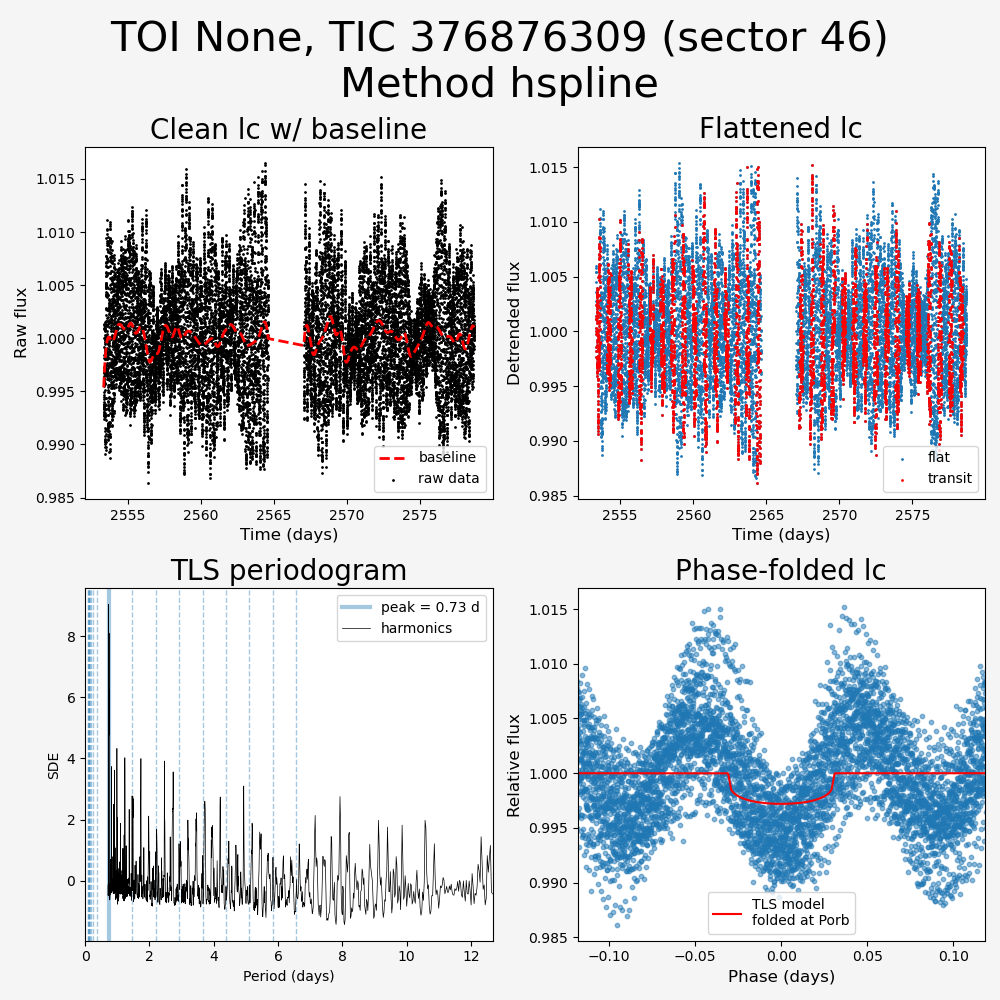 TOI None, TIC 376876309 (sector 46)
Method hspline
Clean lc w/ baseline
Raw flux
1.015
1.010
1.005
1.000
0.995
0.990
0.985
baseline
raw data
2555 2560 2565 2570 2575
Time (days)
Flattened lc
Detrended flux
1.015
1.010
1.005
1.000
0.995
0.990
0.985
flat
transit
2555 2560 2565 2570 2575
Time (days)
TLS periodogram
SDE
8
6
4
2
0
peak = 0.73 d
harmonics
0 2 4 6 8 10 12
Period (days)
Phase-folded lc
Relative flux
1.015
1.010
1.005
1.000
0.995
0.990
0.985
TLS model
folded at Porb
−0.10 −0.05 0.00 0.05 0.10
Phase (days)